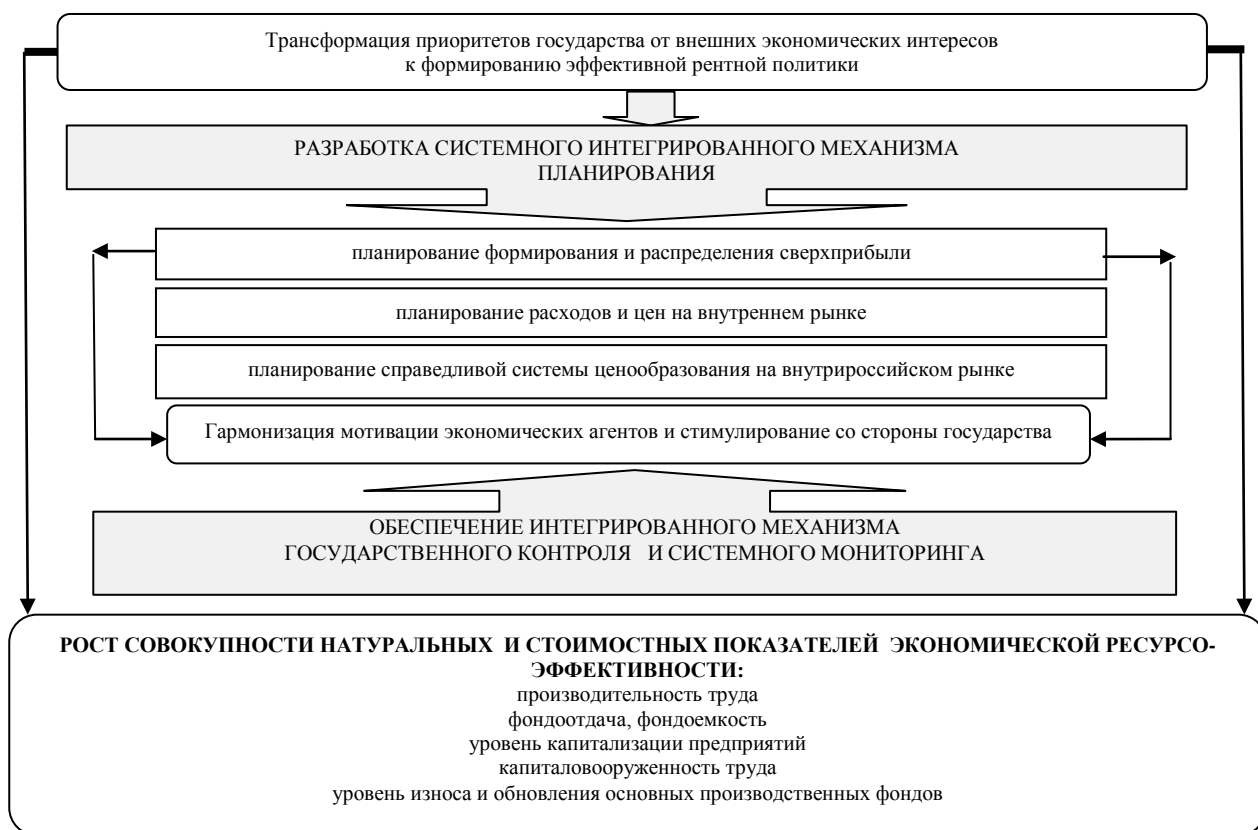 Трансформация приоритетов государства от внешних экономических интересов
к формированию эффективной рентной политики
РАЗРАБОТКА СИСТЕМНОГО ИНТЕГРИРОВАННОГО МЕХАНИЗМА
ПЛАНИРОВАНИЯ
планирование формирования и распределения сверхприбыли
планирование расходов и цен на внутреннем рынке
планирование справедливой системы ценообразования на внутрироссийском рынке
Гармонизация мотивации экономических агентов и стимулирование со стороны государства
ОБЕСПЕЧЕНИЕ ИНТЕГРИРОВАННОГО МЕХАНИЗМА
ГОСУДАРСТВЕННОГО КОНТРОЛЯ И СИСТЕМНОГО МОНИТОРИНГА
РОСТ СОВОКУПНОСТИ НАТУРАЛЬНЫХ И СТОИМОСТНЫХ ПОКАЗАТЕЛЕЙ ЭКОНОМИЧЕСКОЙ РЕСУРСО-
ЭФФЕКТИВНОСТИ:
производительность труда
фондоотдача, фондоемкость
уровень капитализации предприятий
капиталовооруженность труда
уровень износа и обновления основных производственных фондов